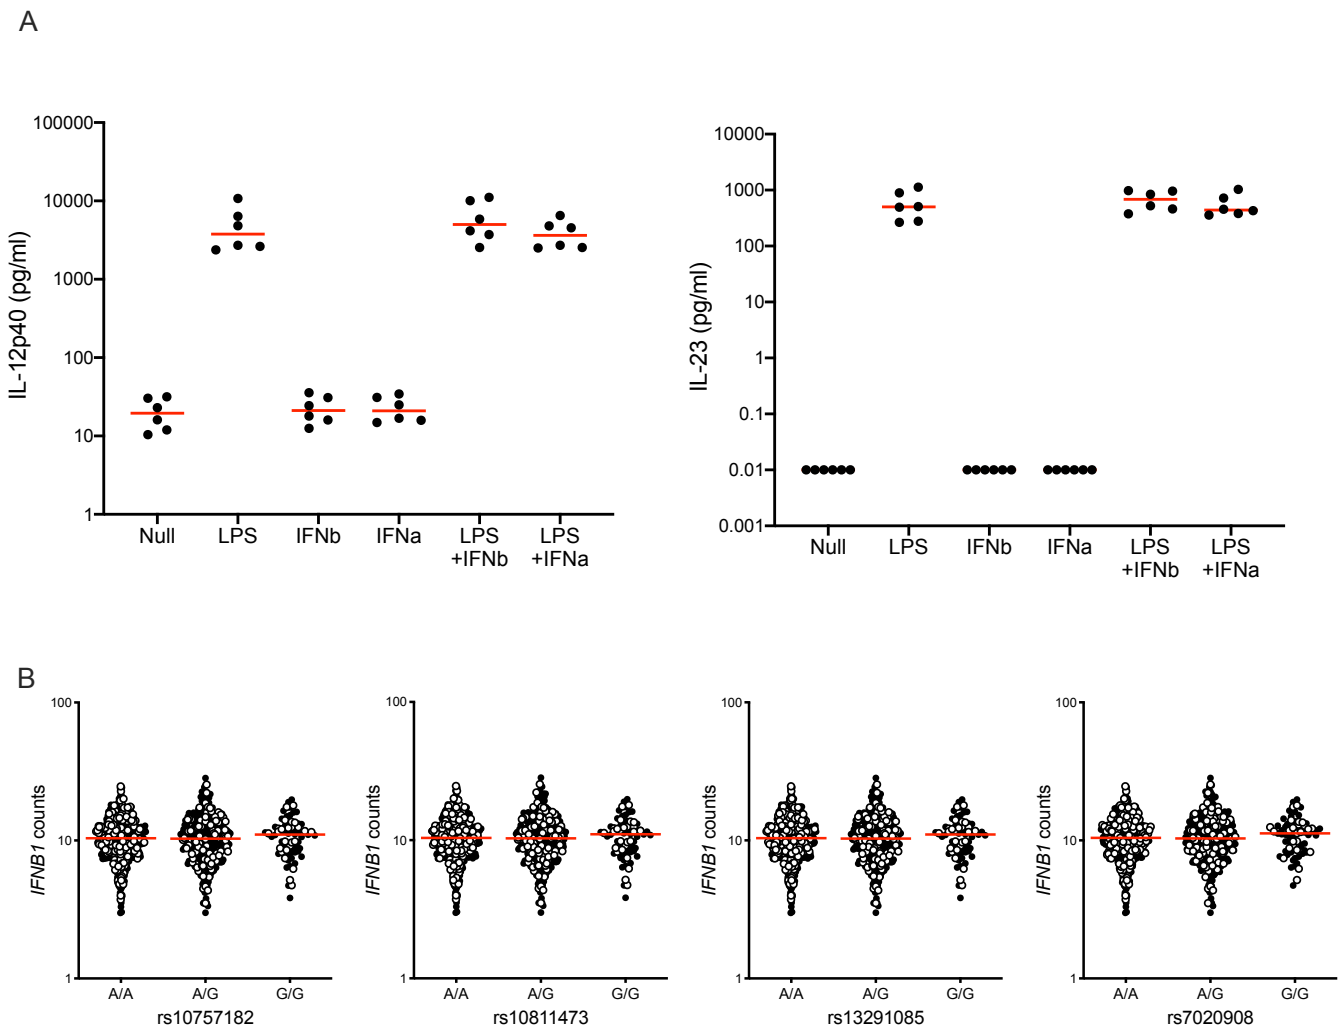 A
IL-12p40 (pg/ml)
100000
10000
1000
100
10
1
Null LPS IFNb IFNa LPS +IFNb LPS +IFNa
IL-23 (pg/ml)
10000
1000
100
10
1
0.1
0.01
0.001
Null LPS IFNb IFNa LPS +IFNb LPS +IFNa
B
IFNB1 counts
100
10
1
A/A A/G G/G
rs10757182
IFNB1 counts
100
10
1
A/A A/G G/G
rs10811473
IFNB1 counts
100
10
1
A/A A/G G/G
rs13291085
IFNB1 counts
100
10
1
A/A A/G G/G
rs7020908